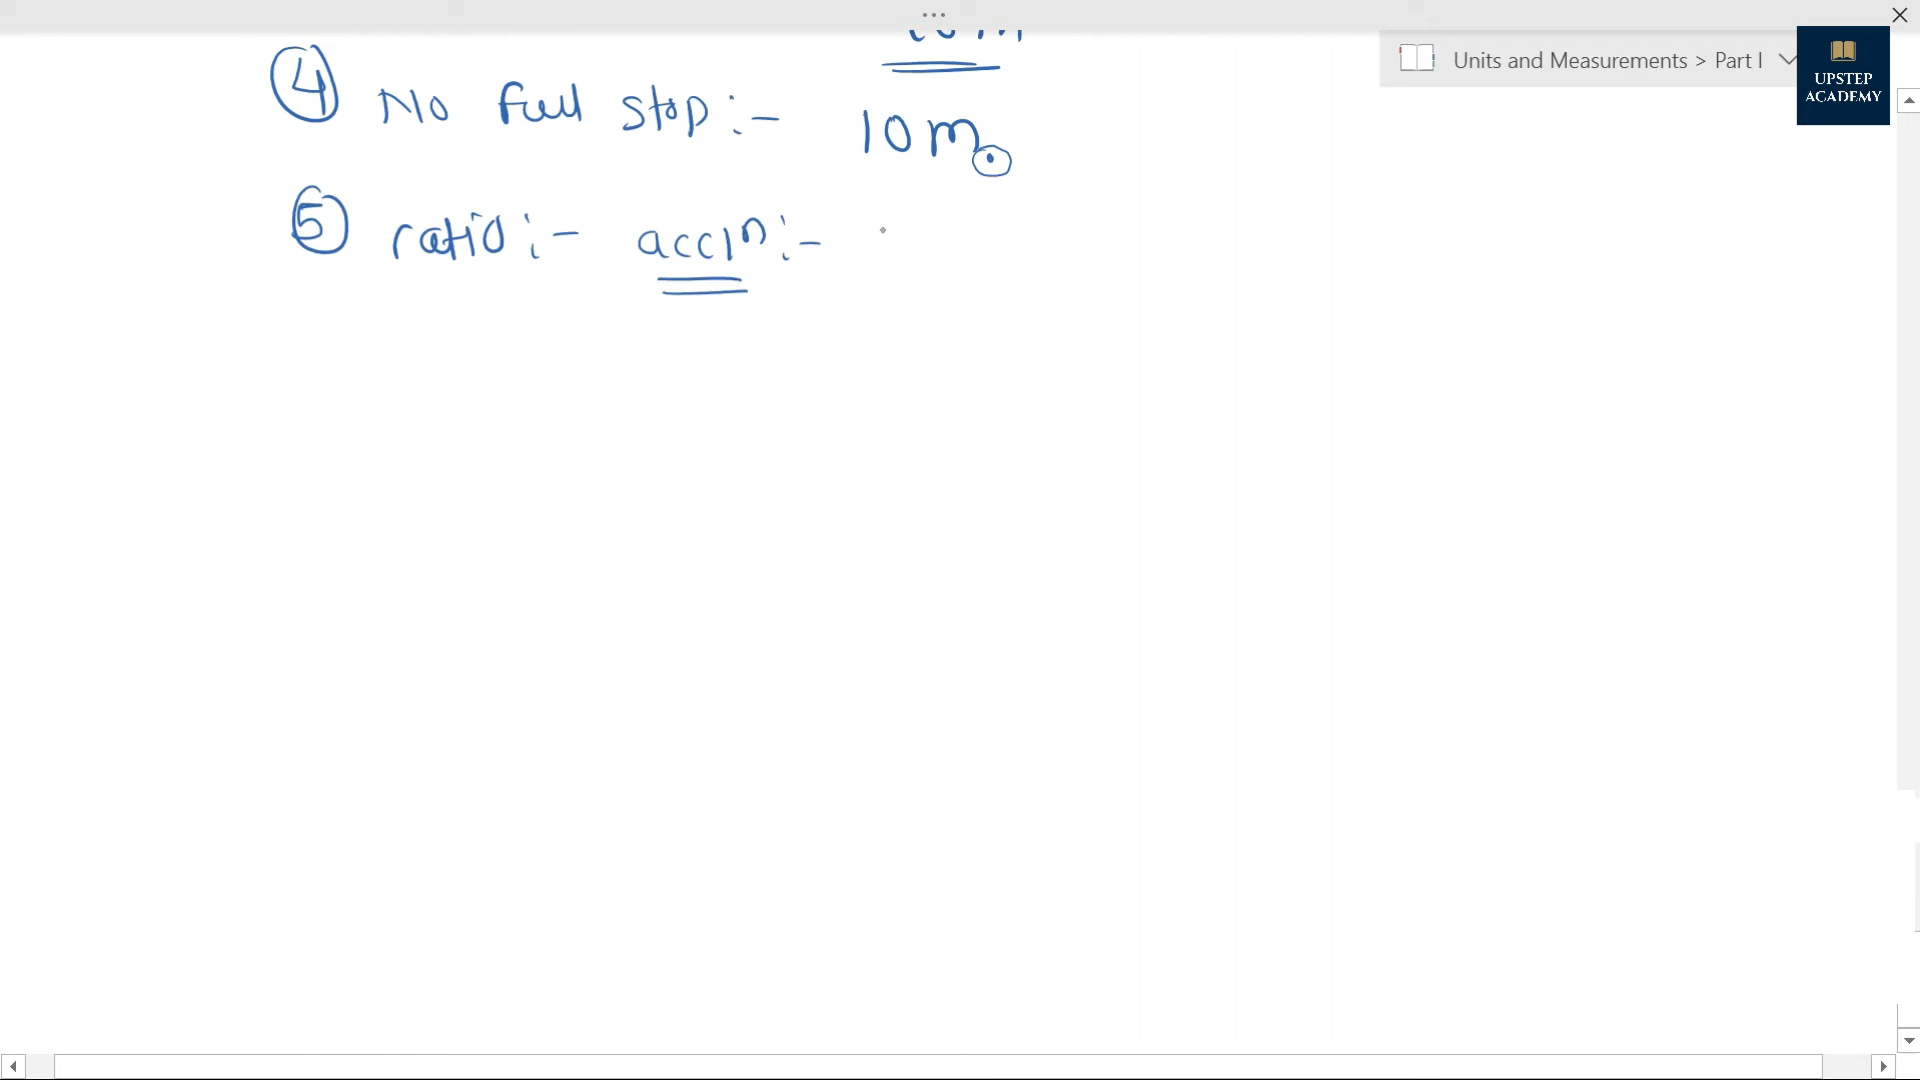 Units and Measurements > Part I
UPSTEP
ACADEMY
④ No full stop :- 10 m.
⑤ ratio :- accln :-